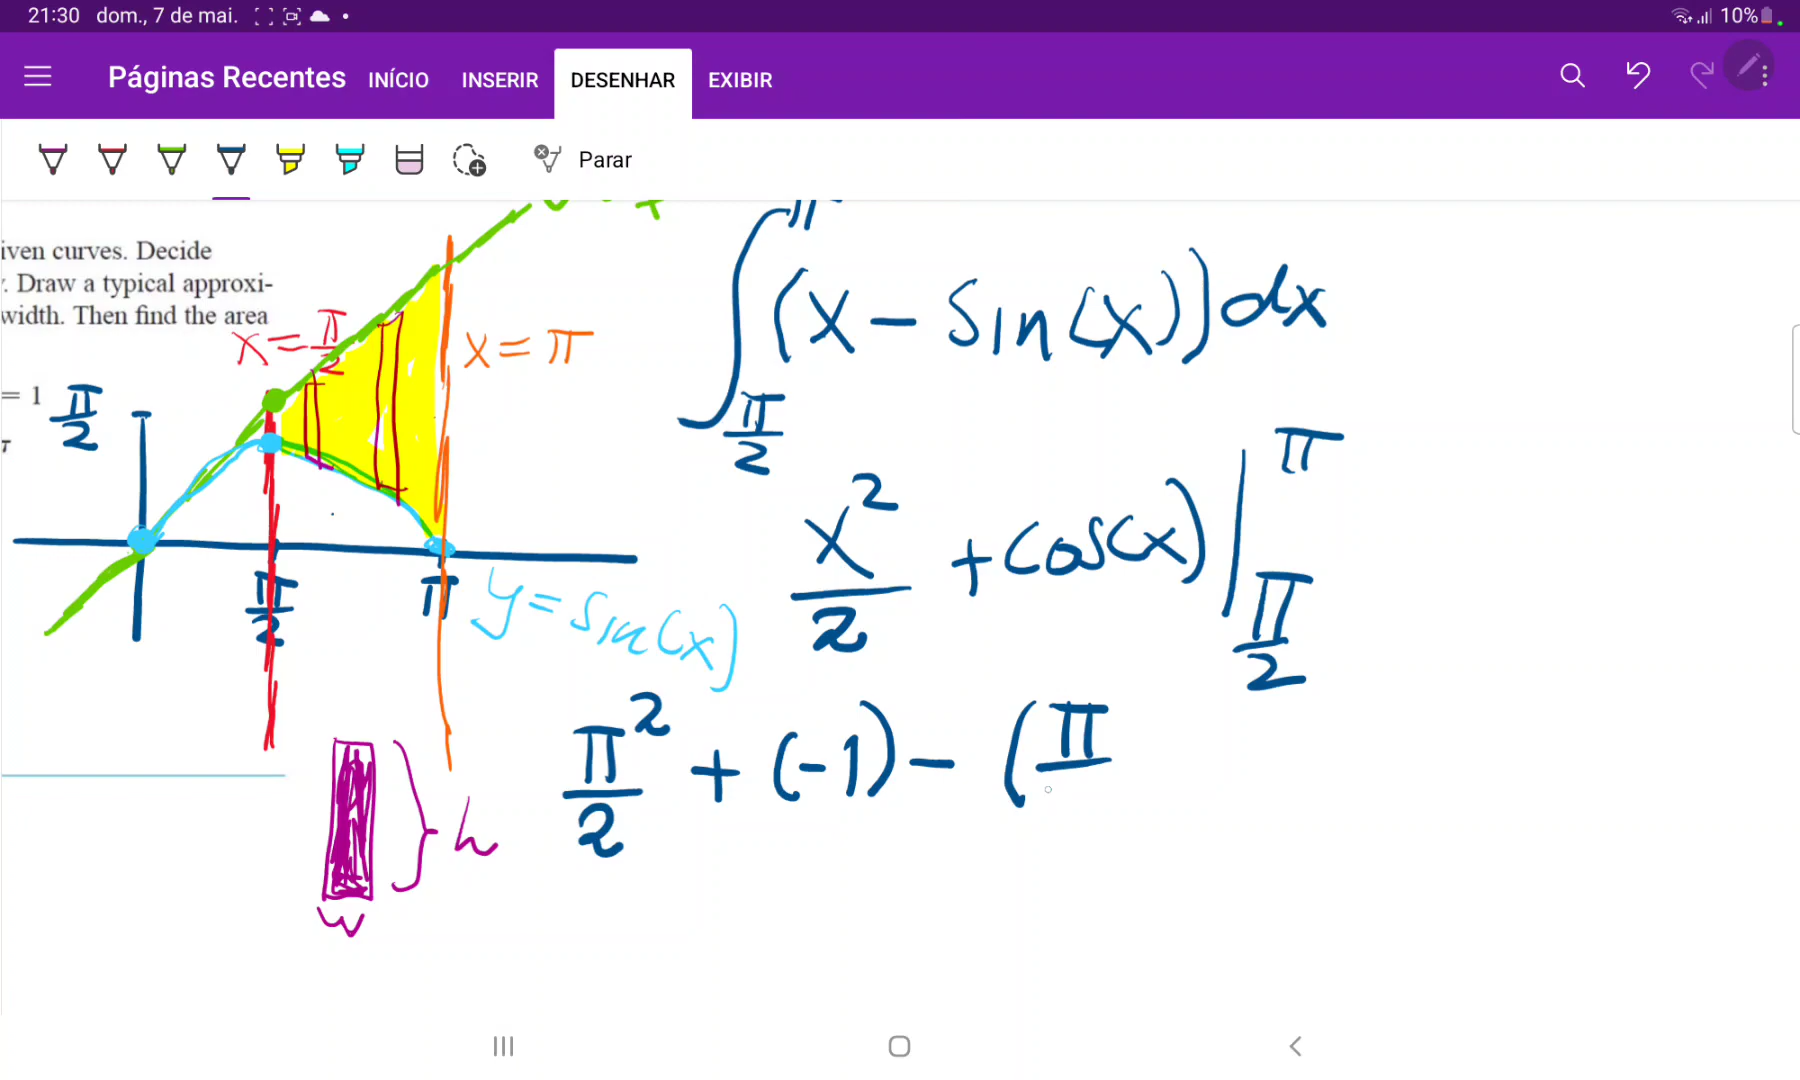 21:30 dom., 7 de mai. 10%
Páginas Recentes INÍCIO INSERIR DESENHAR EXIBIR
Parar
iven curves. Decide
. Draw a typical approxi-
width. Then find the area
= 1
π/2
x = π/2
x = π
π/2
π
y = sin(x)
h
w
∫_{π/2}^{π} (x - sin(x)) dx
x²/2 + cos(x) |_{π/2}^{π}
π²/2 + (-1) - (π